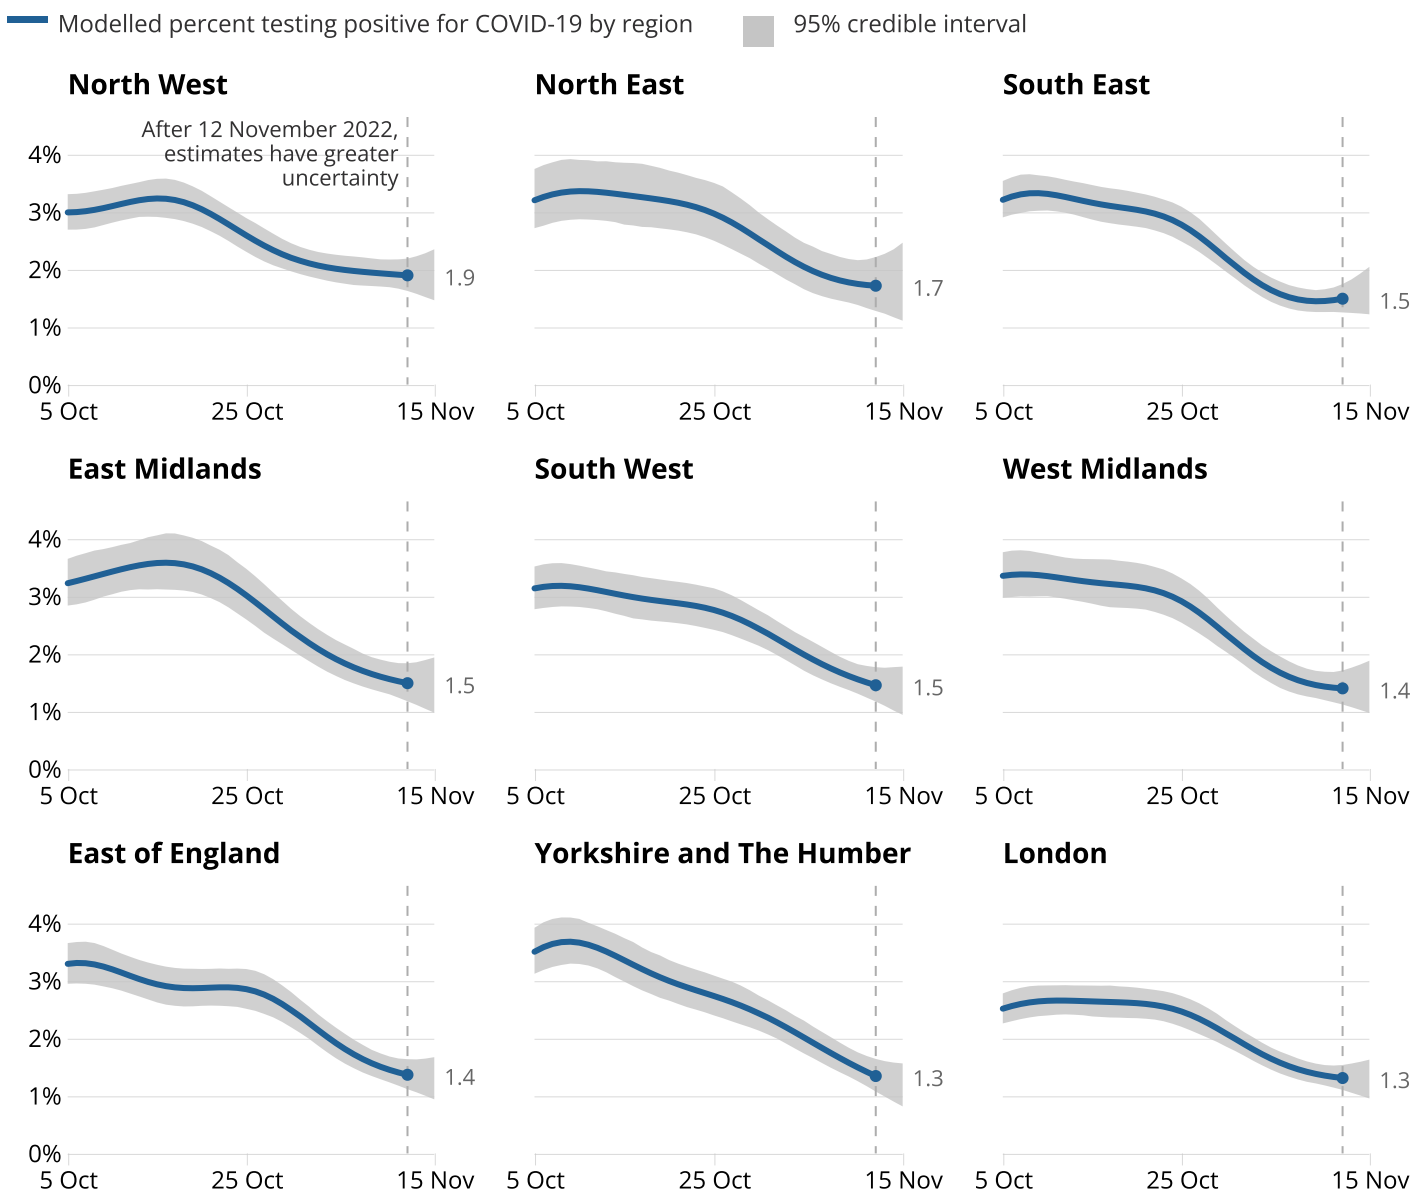 Modelled percent testing positive for COVID-19 by region
95% credible interval
North West
North East
South East
After 12 November 2022,
estimates have greater
uncertainty
4%
3%
2%
1%
0%
1.9
1.7
1.5
5 Oct
25 Oct
15 Nov
5 Oct
25 Oct
15 Nov
5 Oct
25 Oct
15 Nov
East Midlands
South West
West Midlands
4%
3%
2%
1%
0%
1.5
1.5
1.4
5 Oct
25 Oct
15 Nov
5 Oct
25 Oct
15 Nov
5 Oct
25 Oct
15 Nov
East of England
Yorkshire and The Humber
London
4%
3%
2%
1%
0%
1.4
1.3
1.3
5 Oct
25 Oct
15 Nov
5 Oct
25 Oct
15 Nov
5 Oct
25 Oct
15 Nov